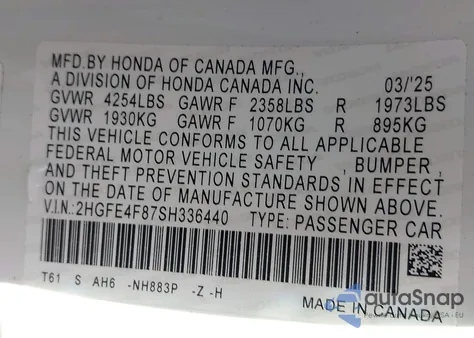 MFD.BY HONDA OF CANADA MFG.,
A DIVISION OF HONDA CANADA INC. 03/'25
GVWR 4254LBS GAWR F 2358LBS R 1973LBS
GVWR 1930KG GAWR F 1070KG R 895KG
THIS VEHICLE CONFORMS TO ALL APPLICABLE
FEDERAL MOTOR VEHICLE SAFETY , BUMPER ,
AND THEFT PREVENTION STANDARDS IN EFFECT
ON THE DATE OF MANUFACTURE SHOWN ABOVE.
V.I.N.:2HGFE4F87SH336440 TYPE: PASSENGER CAR
T61 S AH6 -NH883P -Z -H
MADE IN CANADA
autaSnap